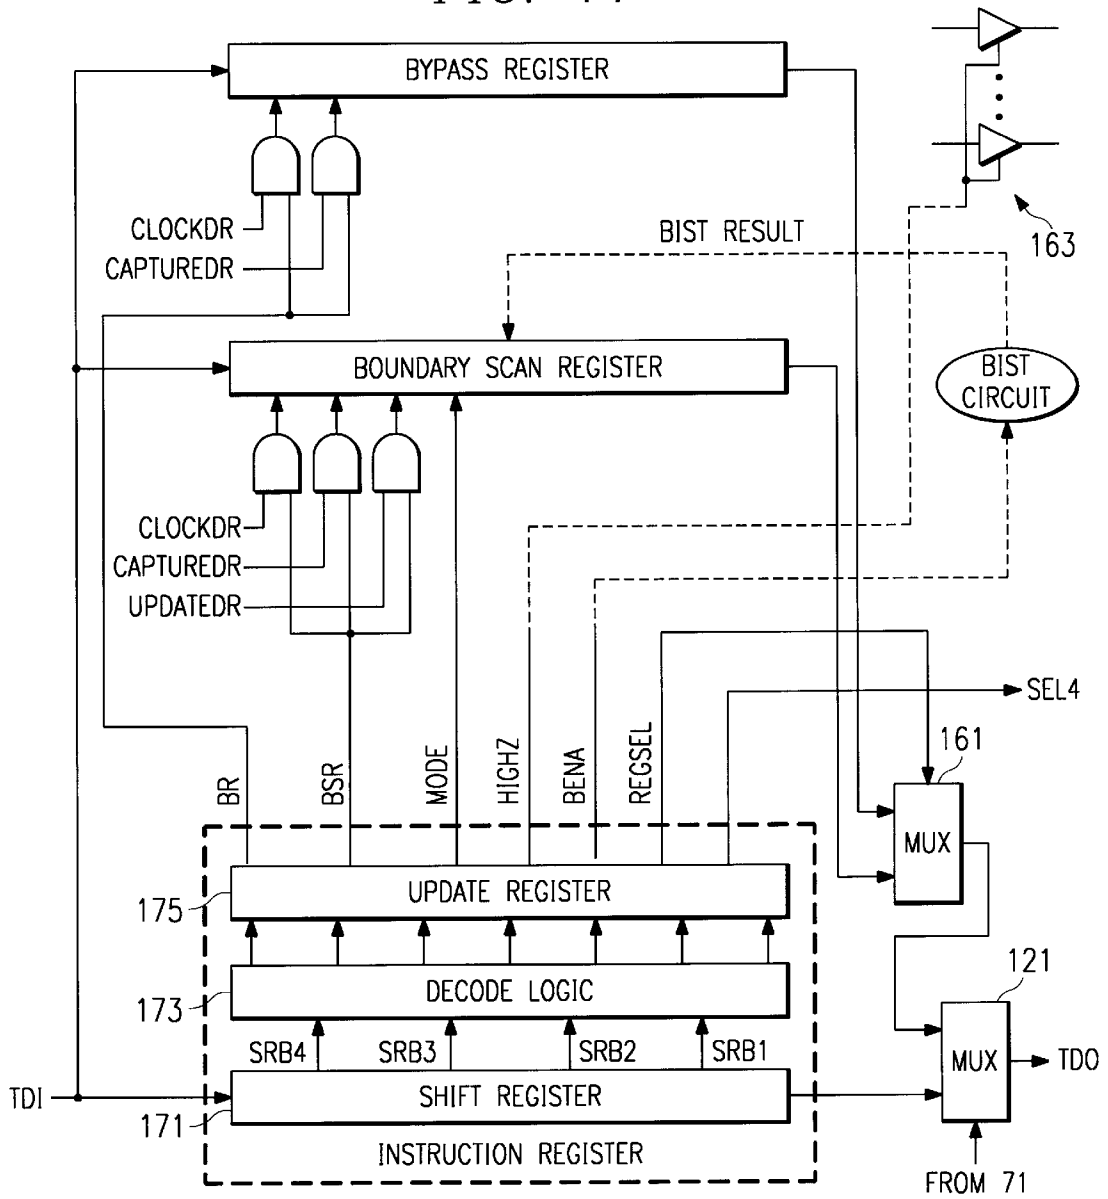 BYPASS REGISTER
CLOCKDR
CAPTUREDR
BIST RESULT
163
BOUNDARY SCAN REGISTER
BIST
CIRCUIT
CLOCKDR
CAPTUREDR
UPDATEDR
SEL4
BR
BSR
MODE
HIGHZ
BENA
REGSEL
161
MUX
UPDATE REGISTER
175
DECODE LOGIC
173
121
SRB4
SRB3
SRB2
SRB1
MUX
TDO
TDI
SHIFT REGISTER
171
INSTRUCTION REGISTER
FROM 71